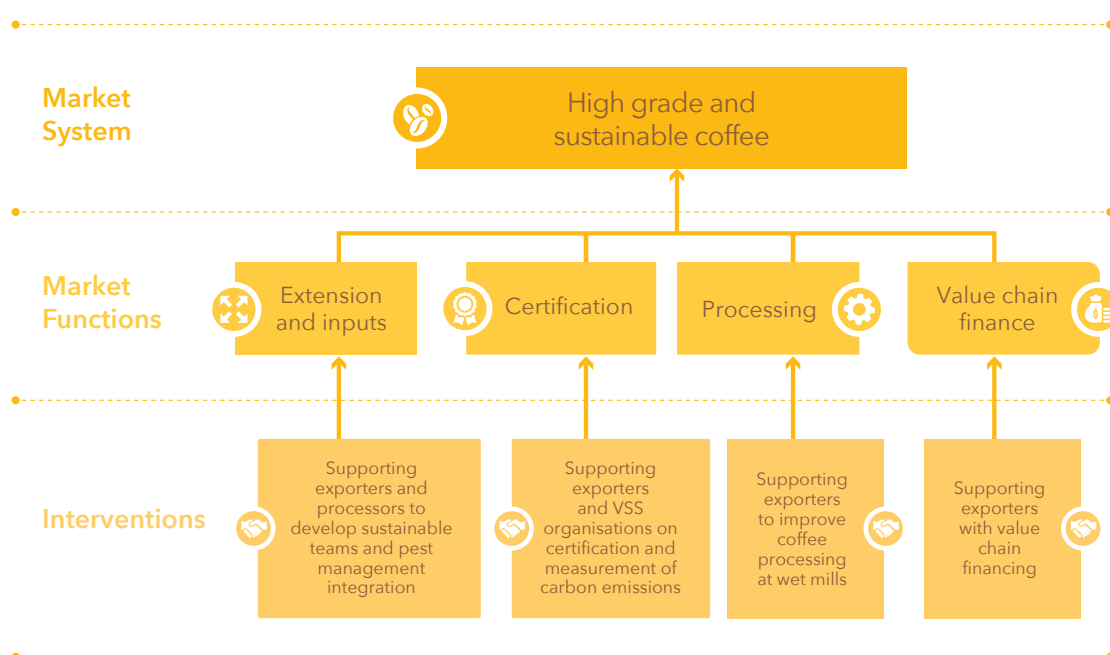 Market
System
High grade and
sustainable coffee
Market
Functions
Extension
and inputs
Certification
Processing
Value chain
finance
Interventions
Supporting
exporters and
processors to
develop sustainable
teams and pest
management
integration
Supporting
exporters
and VSS
organisations on
certification and
measurement of
carbon emissions
Supporting
exporters
to improve
coffee
processing
at wet mills
Supporting
exporters
with value
chain
financing